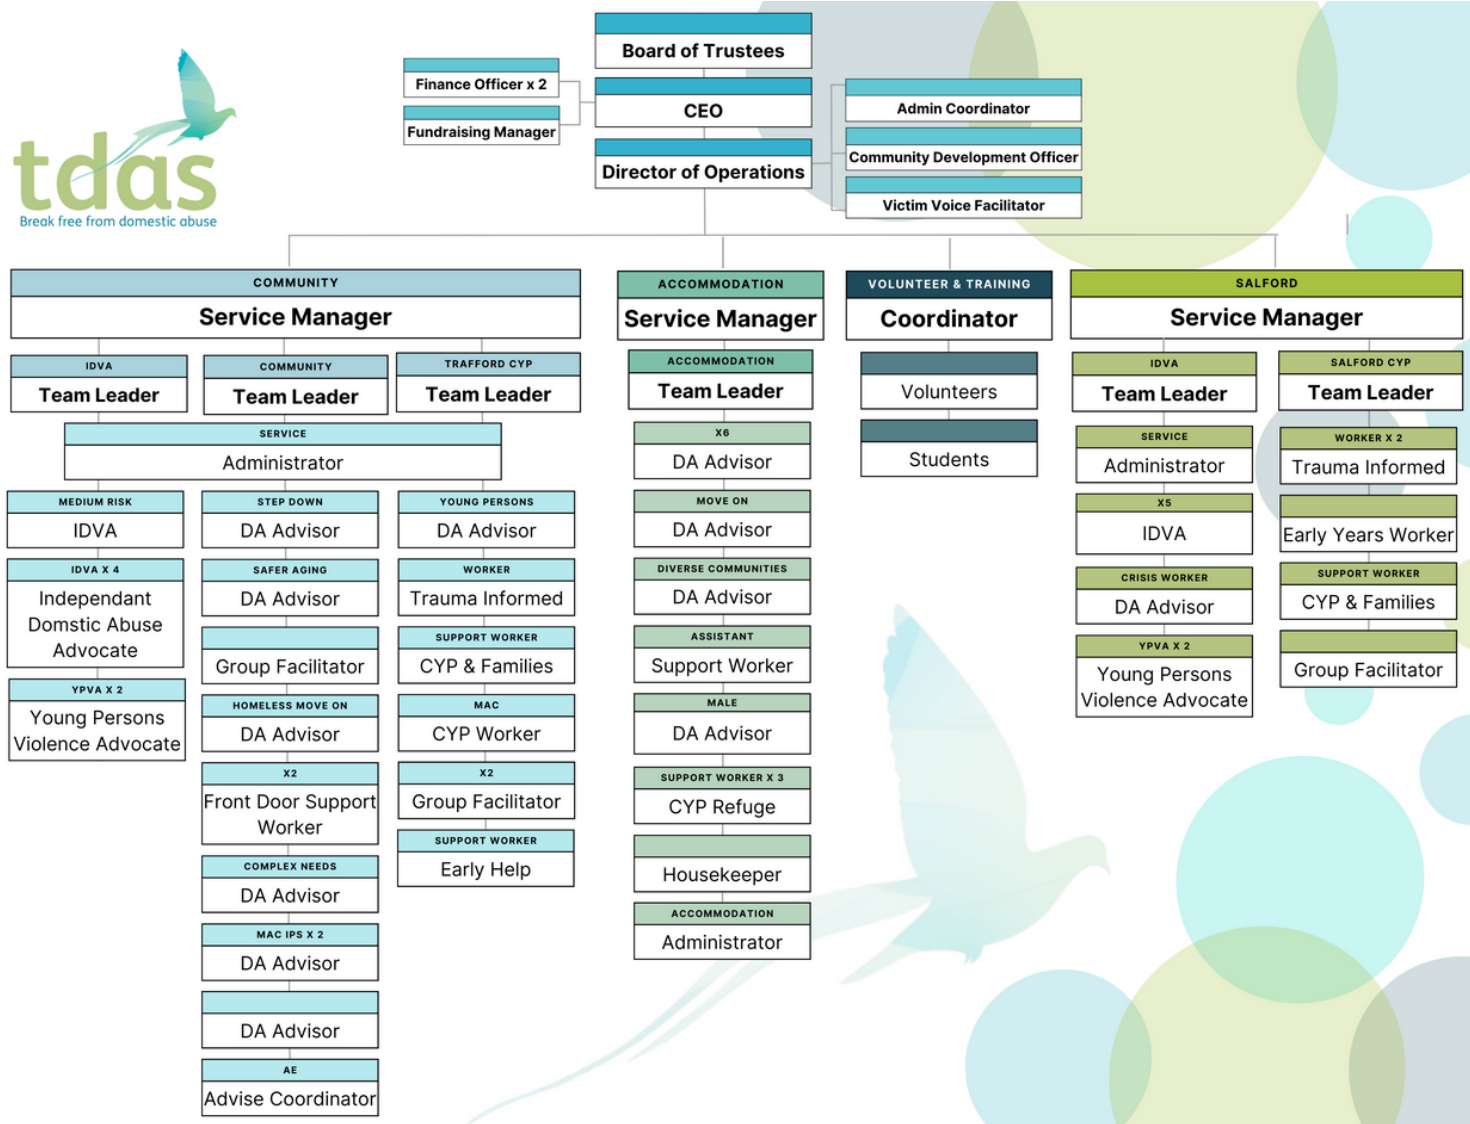 tdas
Break free from domestic abuse
Board of Trustees
CEO
Director of Operations
Finance Officer x 2
Fundraising Manager
Admin Coordinator
Community Development Officer
Victim Voice Facilitator
COMMUNITY
Service Manager
IDVA
Team Leader
COMMUNITY
Team Leader
TRAFFORD CYP
Team Leader
SERVICE
Administrator
MEDIUM RISK
IDVA
IDVA X 4
Independant
Domstic Abuse
Advocate
YPVA X 2
Young Persons
Violence Advocate
STEP DOWN
DA Advisor
SAFER AGING
DA Advisor
Group Facilitator
HOMELESS MOVE ON
DA Advisor
X2
Front Door Support
Worker
COMPLEX NEEDS
DA Advisor
MAC IPS X 2
DA Advisor
DA Advisor
AE
Advise Coordinator
YOUNG PERSONS
DA Advisor
WORKER
Trauma Informed
SUPPORT WORKER
CYP & Families
MAC
CYP Worker
X2
Group Facilitator
SUPPORT WORKER
Early Help
ACCOMMODATION
Service Manager
ACCOMMODATION
Team Leader
X6
DA Advisor
MOVE ON
DA Advisor
DIVERSE COMMUNITIES
DA Advisor
ASSISTANT
Support Worker
MALE
DA Advisor
SUPPORT WORKER X 3
CYP Refuge
Housekeeper
ACCOMMODATION
Administrator
VOLUNTEER & TRAINING
Coordinator
Volunteers
Students
SALFORD
Service Manager
IDVA
Team Leader
SERVICE
Administrator
X5
IDVA
CRISIS WORKER
DA Advisor
YPVA X 2
Young Persons
Violence Advocate
SALFORD CYP
Team Leader
WORKER X 2
Trauma Informed
Early Years Worker
SUPPORT WORKER
CYP & Families
Group Facilitator